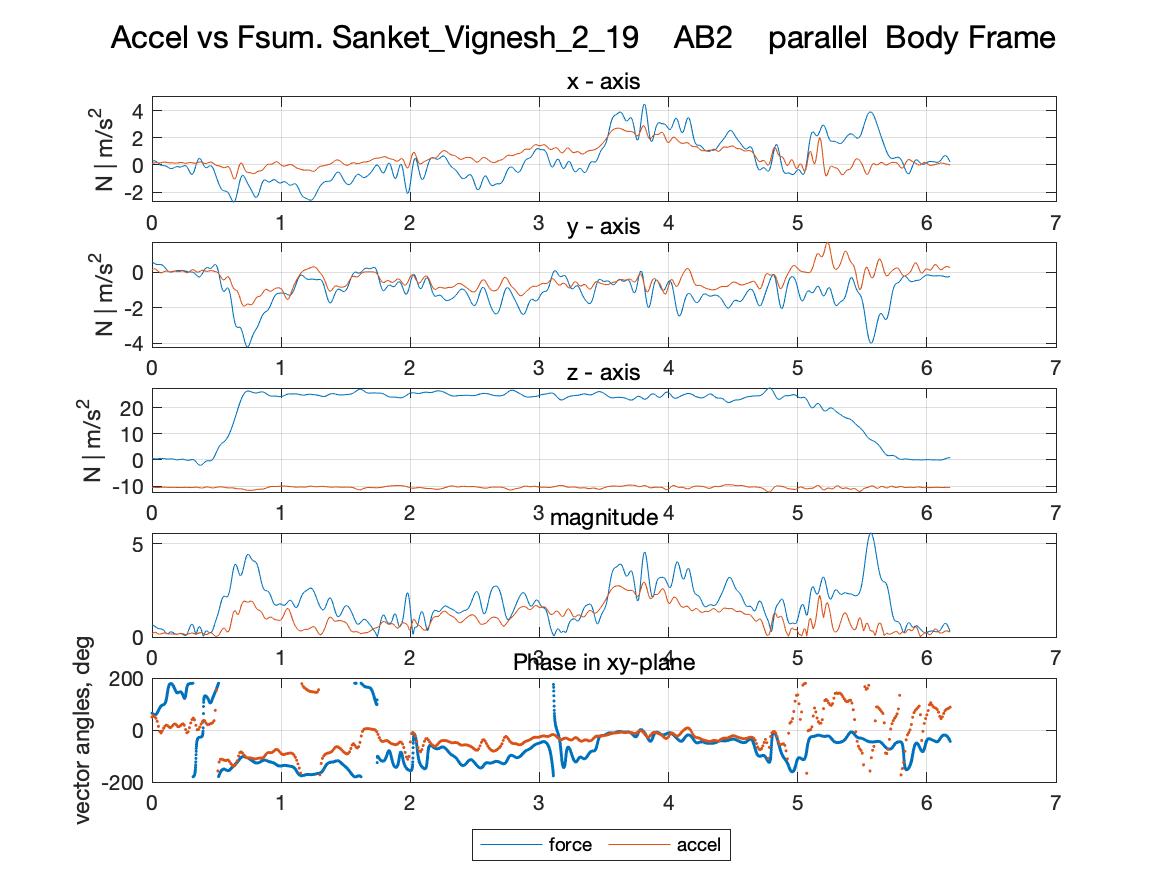 Accel vs Fsum. Sanket_Vignesh_2_19    AB2    parallel  Body Frame
x - axis
N | m/s²
4
2
0
-2
0 1 2 3 4 5 6 7
y - axis
N | m/s²
0
-2
-4
0 1 2 3 4 5 6 7
z - axis
N | m/s²
20
10
0
-10
0 1 2 3 4 5 6 7
magnitude
5
0
0 1 2 3 4 5 6 7
Phase in xy-plane
vector angles, deg
200
0
-200
0 1 2 3 4 5 6 7
force accel